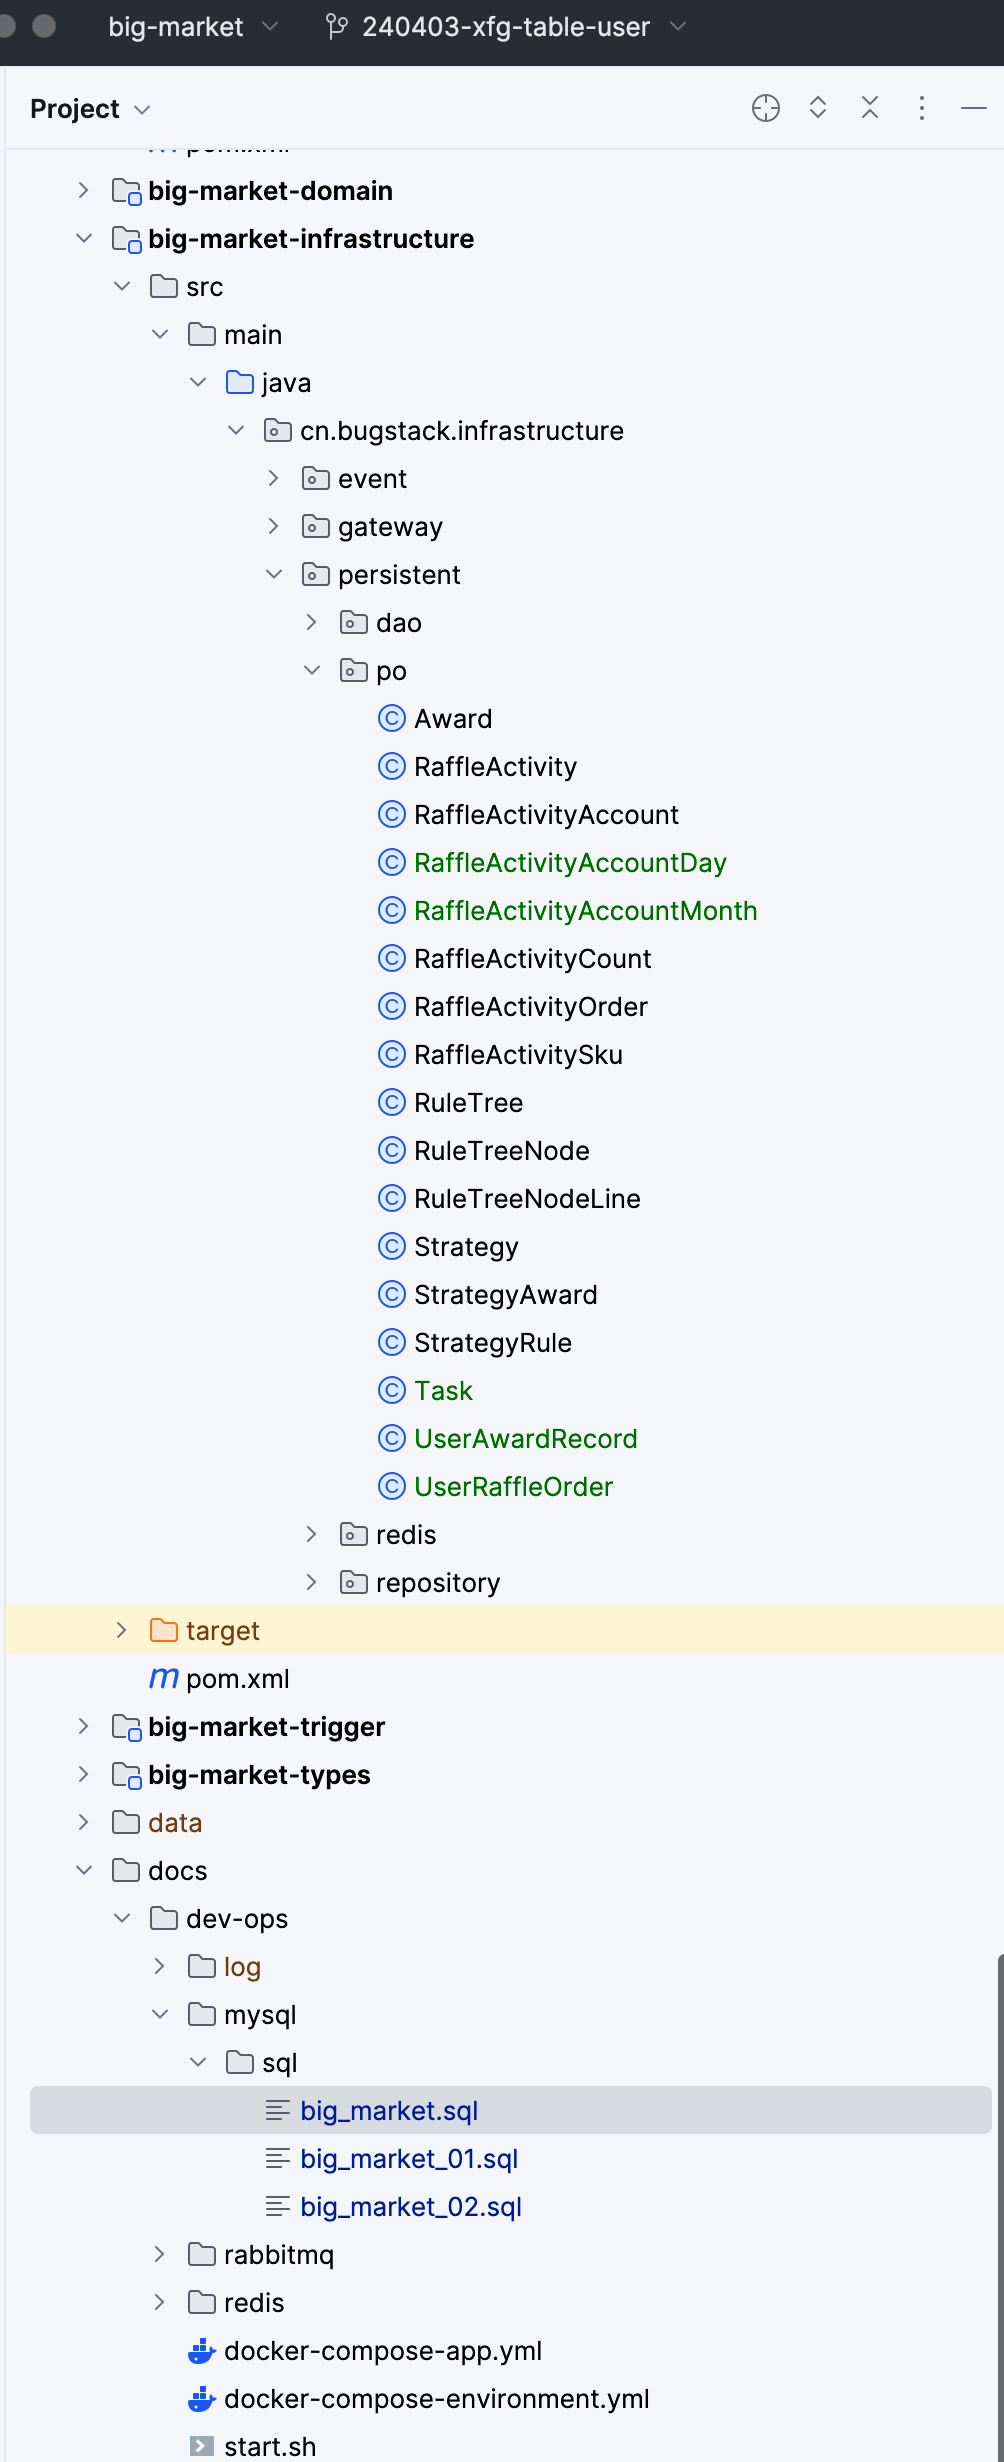 big-market 240403-xfg-table-user
Project
pom.xml
big-market-domain
big-market-infrastructure
src
main
java
cn.bugstack.infrastructure
event
gateway
persistent
dao
po
Award
RaffleActivity
RaffleActivityAccount
RaffleActivityAccountDay
RaffleActivityAccountMonth
RaffleActivityCount
RaffleActivityOrder
RaffleActivitySku
RuleTree
RuleTreeNode
RuleTreeNodeLine
Strategy
StrategyAward
StrategyRule
Task
UserAwardRecord
UserRaffleOrder
redis
repository
target
pom.xml
big-market-trigger
big-market-types
data
docs
dev-ops
log
mysql
sql
big_market.sql
big_market_01.sql
big_market_02.sql
rabbitmq
redis
docker-compose-app.yml
docker-compose-environment.yml
start.sh